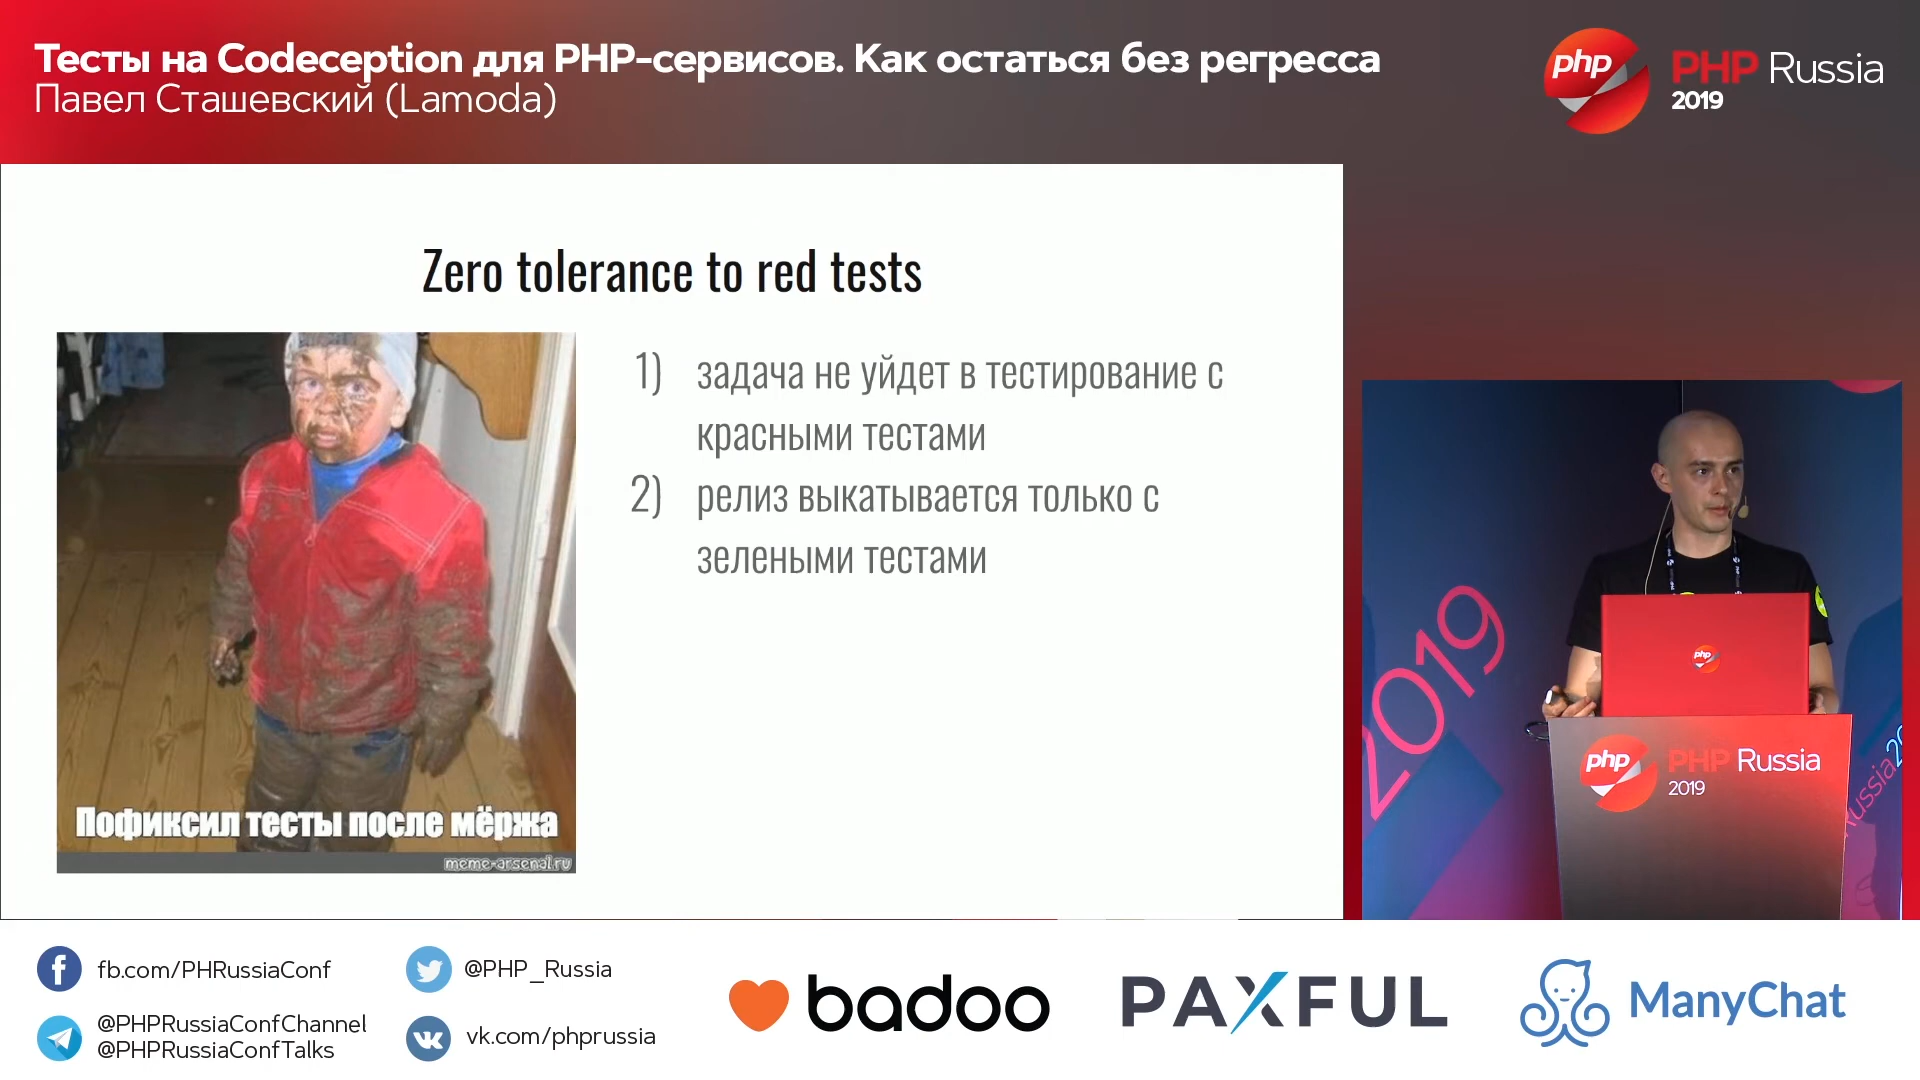 Тесты на Codeception для PHP-сервисов. Как остаться без регресса
Павел Сташевский (Lamoda)
php
PHP Russia
2019
Zero tolerance to red tests
1) задача не уйдет в тестирование с
красными тестами
2) релиз выкатывается только с
зелеными тестами
Пофиксил тесты после мёржа
meme-arsenal.ru
2019
php
php
PHP Russia
2019
Russia20
fb.com/PHRussiaConf
@PHPRussiaConfChannel
@PHPRussiaConfTalks
@PHP_Russia
vk.com/phprussia
badoo
PAXFUL
ManyChat